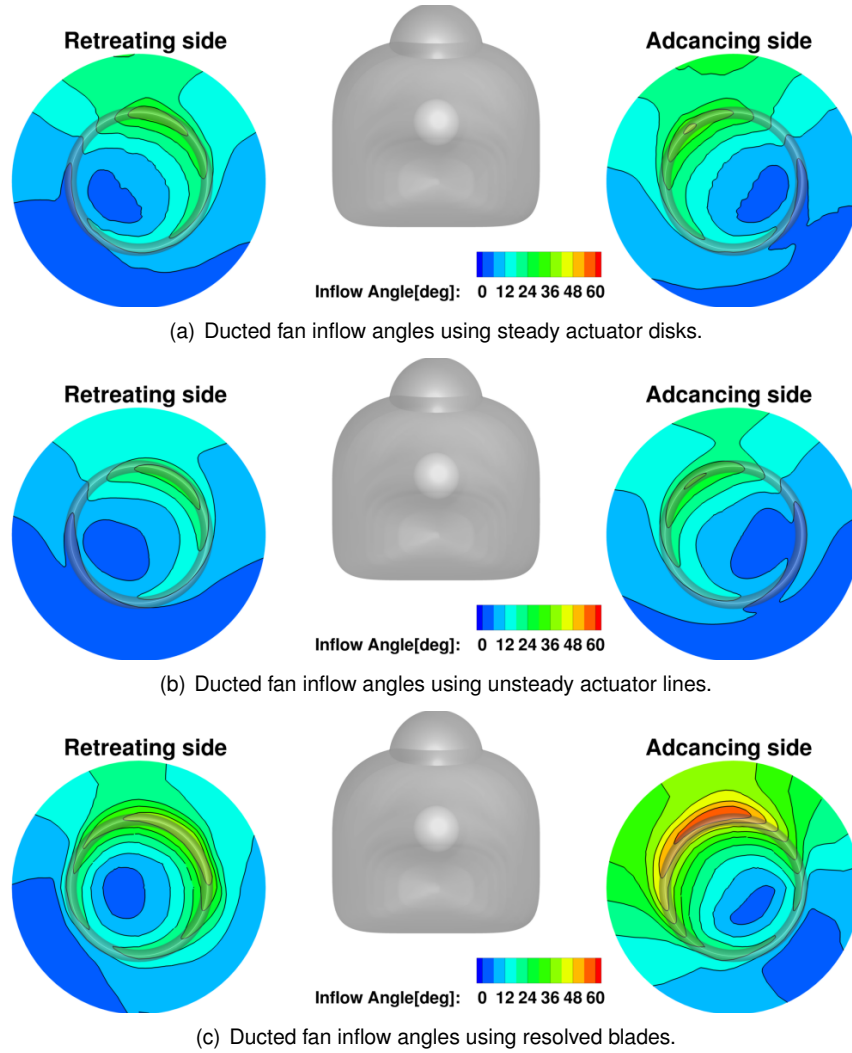 Retreating side
Adcancing side
Inflow Angle[deg]: 0 12 24 36 48 60
(a) Ducted fan inflow angles using steady actuator disks.
Retreating side
Adcancing side
Inflow Angle[deg]: 0 12 24 36 48 60
(b) Ducted fan inflow angles using unsteady actuator lines.
Retreating side
Adcancing side
Inflow Angle[deg]: 0 12 24 36 48 60
(c) Ducted fan inflow angles using resolved blades.